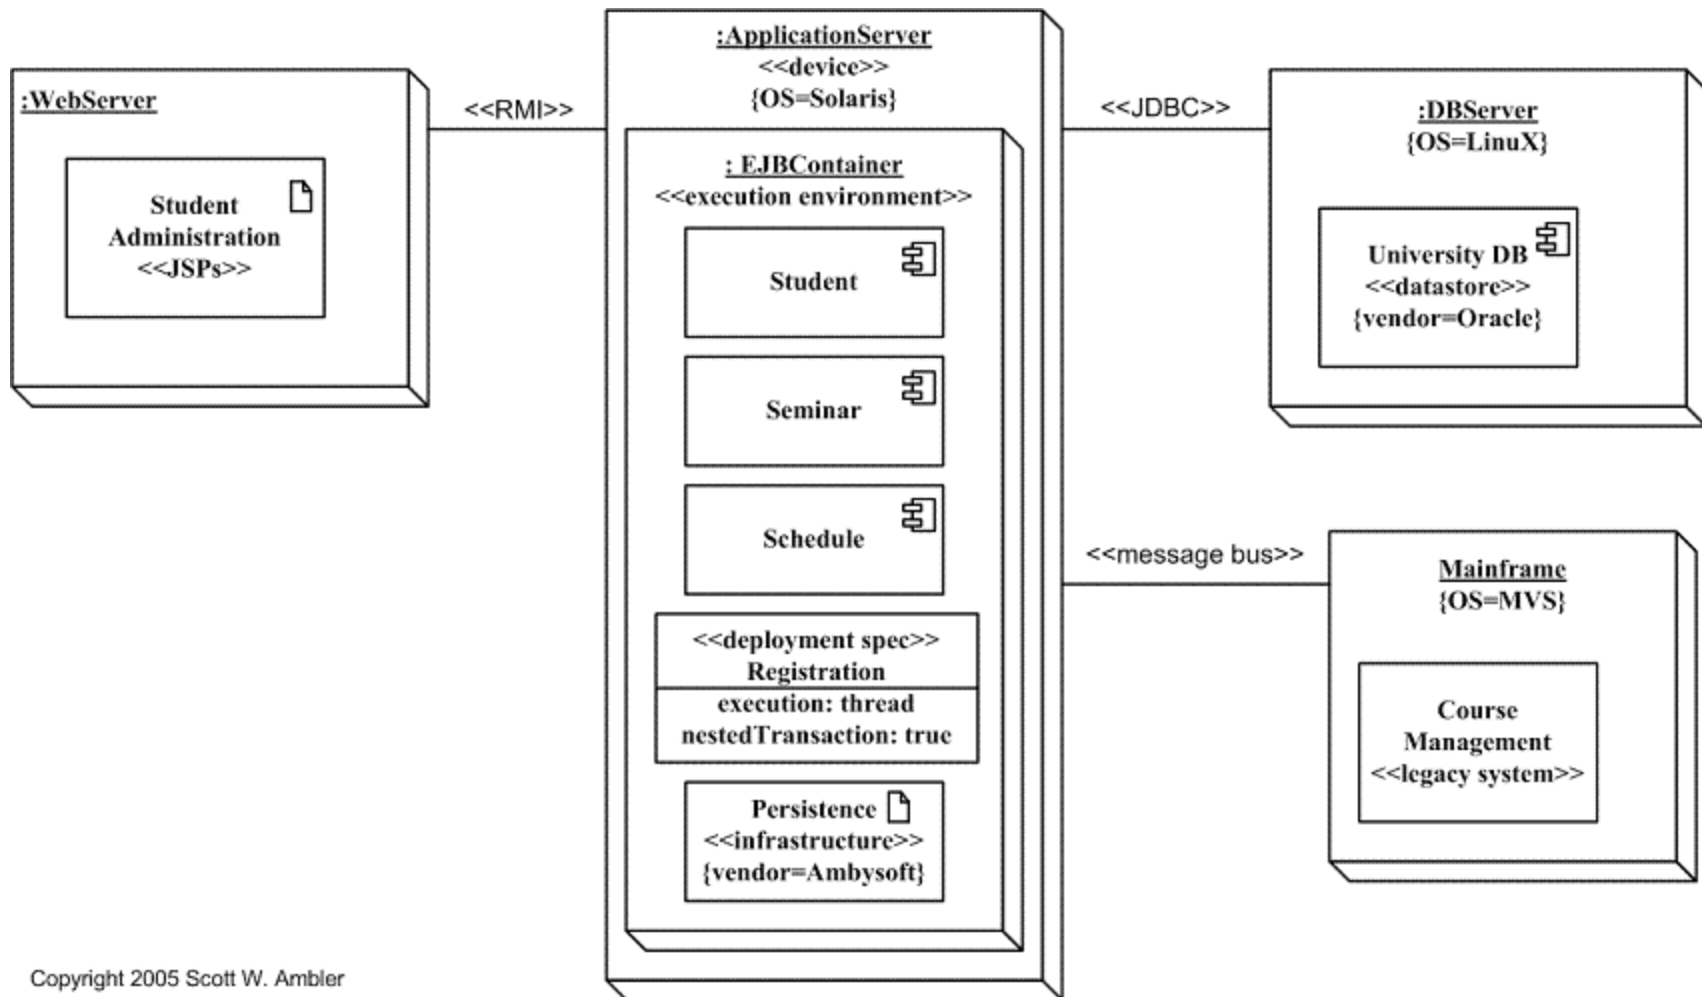 :WebServer
Student
Administration
<<JSPs>>
<<RMI>>
:ApplicationServer
<<device>>
{OS=Solaris}
: EJBContainer
<<execution environment>>
Student
Seminar
Schedule
<<deployment spec>>
Registration
execution: thread
nestedTransaction: true
Persistence
<<infrastructure>>
{vendor=Ambysoft}
<<JDBC>>
:DBServer
{OS=LinuX}
University DB
<<datastore>>
{vendor=Oracle}
<<message bus>>
Mainframe
{OS=MVS}
Course
Management
<<legacy system>>
Copyright 2005 Scott W. Ambler